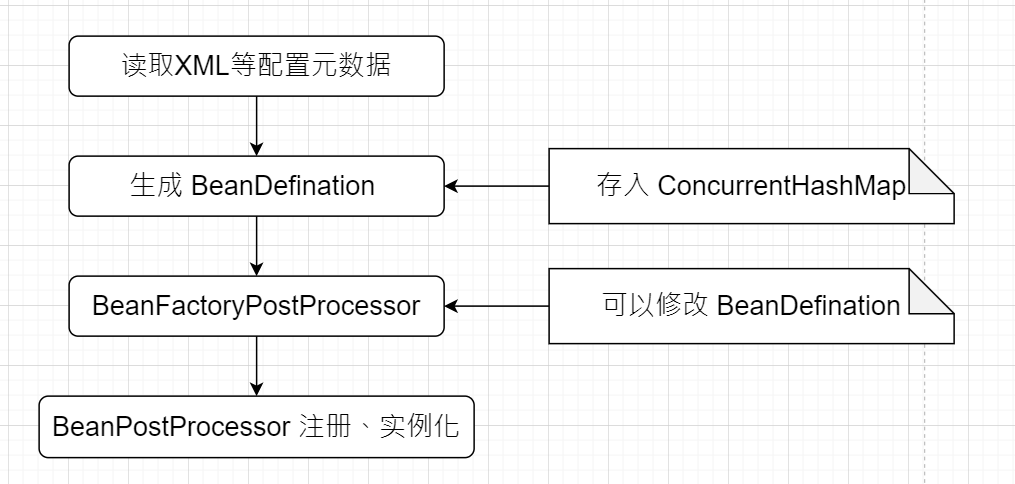 读取XML等配置元数据
生成 BeanDefination
存入 ConcurrentHashMap
BeanFactoryPostProcessor
可以修改 BeanDefination
BeanPostProcessor 注册、实例化